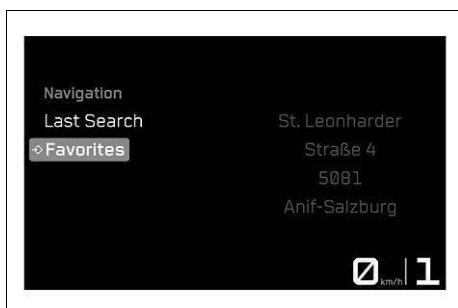 Navigation
Last Search
Favorites
St. Leonharder
Straße 4
5081
Anif-Salzburg
0 km/h 1